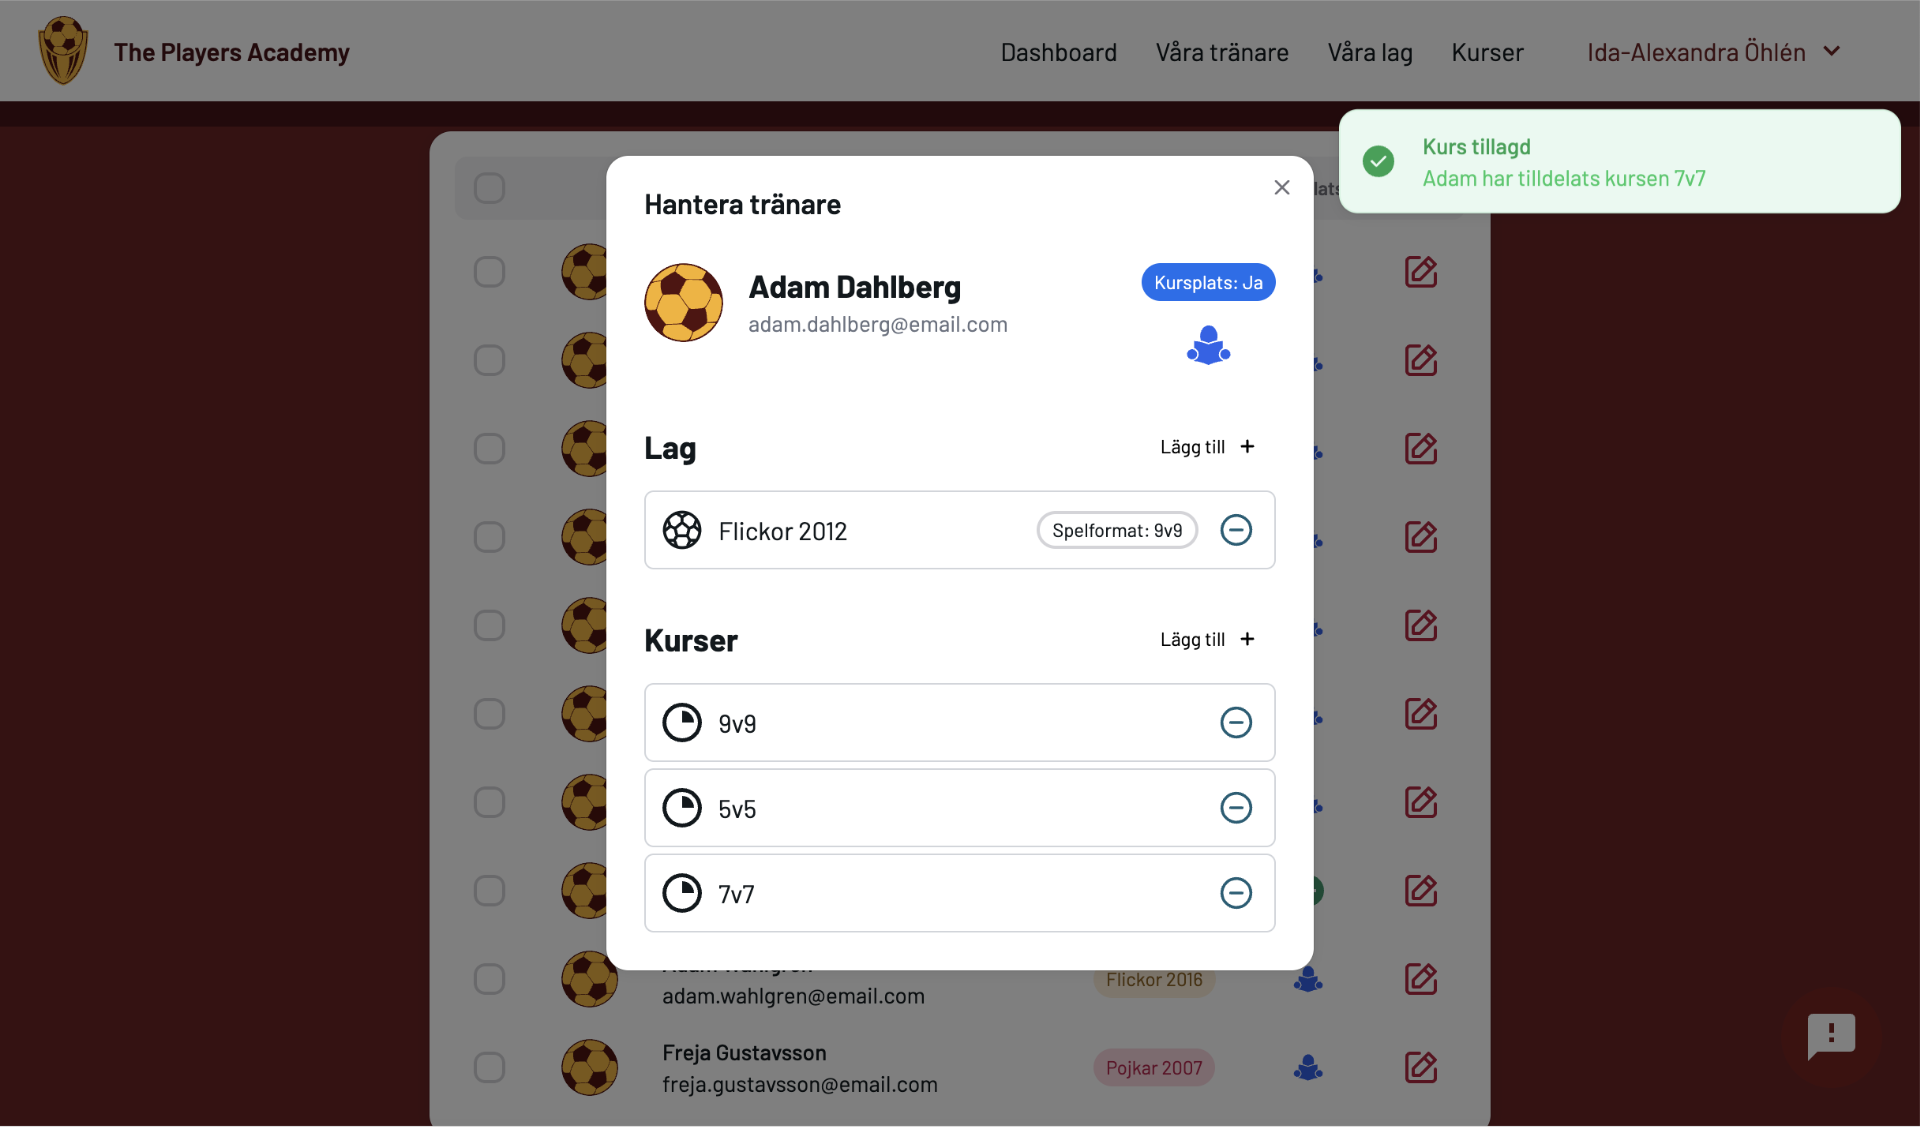 The Players Academy
Dashboard
Våra tränare
Våra lag
Kurser
Ida-Alexandra Öhlén
Kurs tillagd
Adam har tilldelats kursen 7v7
Hantera tränare
Adam Dahlberg
adam.dahlberg@email.com
Kursplats: Ja
Lag
Lägg till +
Flickor 2012
Spelformat: 9v9
Kurser
Lägg till +
9v9
5v5
7v7
adam.wahlgren@email.com
Flickor 2016
Freja Gustavsson
freja.gustavsson@email.com
Pojkar 2007